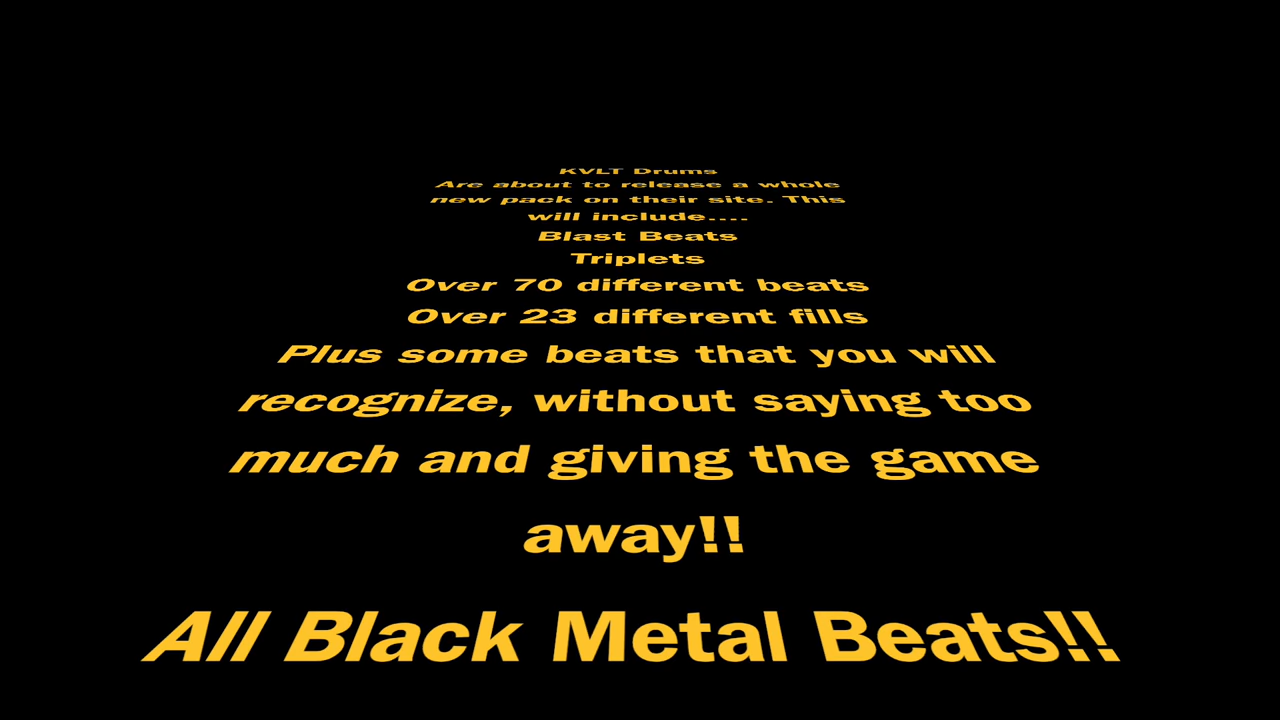 KVLT Drums
Are about to release a whole
new pack on their site. This
will include....
Blast Beats
Triplets
Over 70 different beats
Over 23 different fills
Plus some beats that you will
recognize, without saying too
much and giving the game
away!!
All Black Metal Beats!!